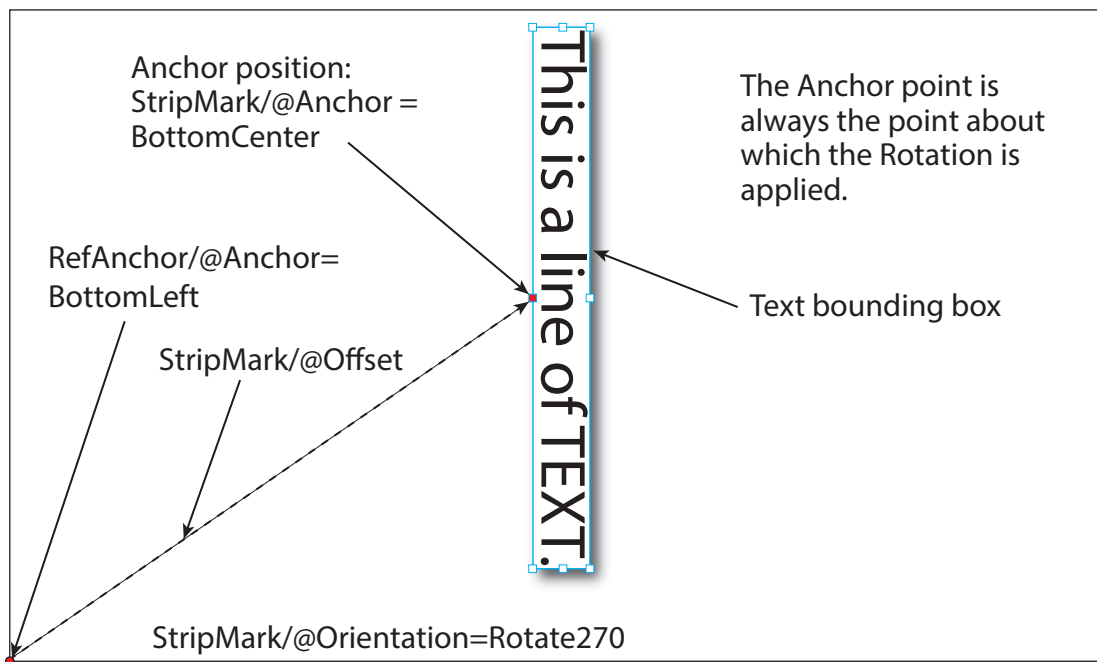 Anchor position:
StripMark/@Anchor =
BottomCenter
The Anchor point is
always the point about
which the Rotation is
applied.
This is a line of TEXT.
RefAnchor/@Anchor=
BottomLeft
Text bounding box
StripMark/@Offset
StripMark/@Orientation=Rotate270